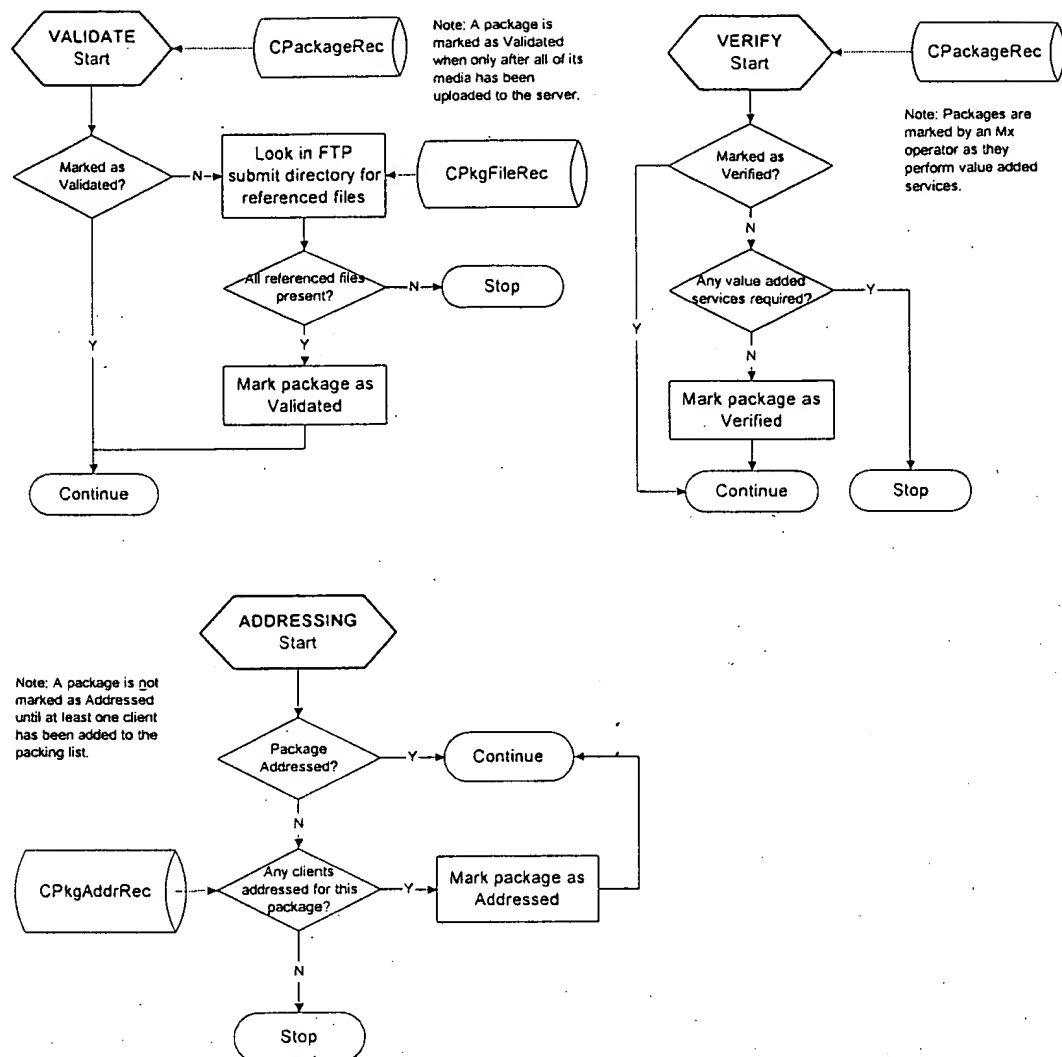 VALIDATE
Start
CPackageRec
Note: A package is
marked as Validated
when only after all of its
media has been
uploaded to the server.
Marked as
Validated?
N
Look in FTP
submit directory for
referenced files
CPkgFileRec
All referenced files
present?
N
Stop
Y
Y
Mark package as
Validated
Continue
VERIFY
Start
CPackageRec
Note: Packages are
marked by an Mx
operator as they
perform value added
services.
Marked as
Verified?
N
Any value added
services required?
Y
Y
N
Mark package as
Verified
Continue
Stop
ADDRESSING
Start
Note: A package is not
marked as Addressed
until at least one client
has been added to the
packing list.
Package
Addressed?
Y
Continue
N
CPkgAddrRec
Any clients
addressed for this
package?
Y
Mark package as
Addressed
N
Stop